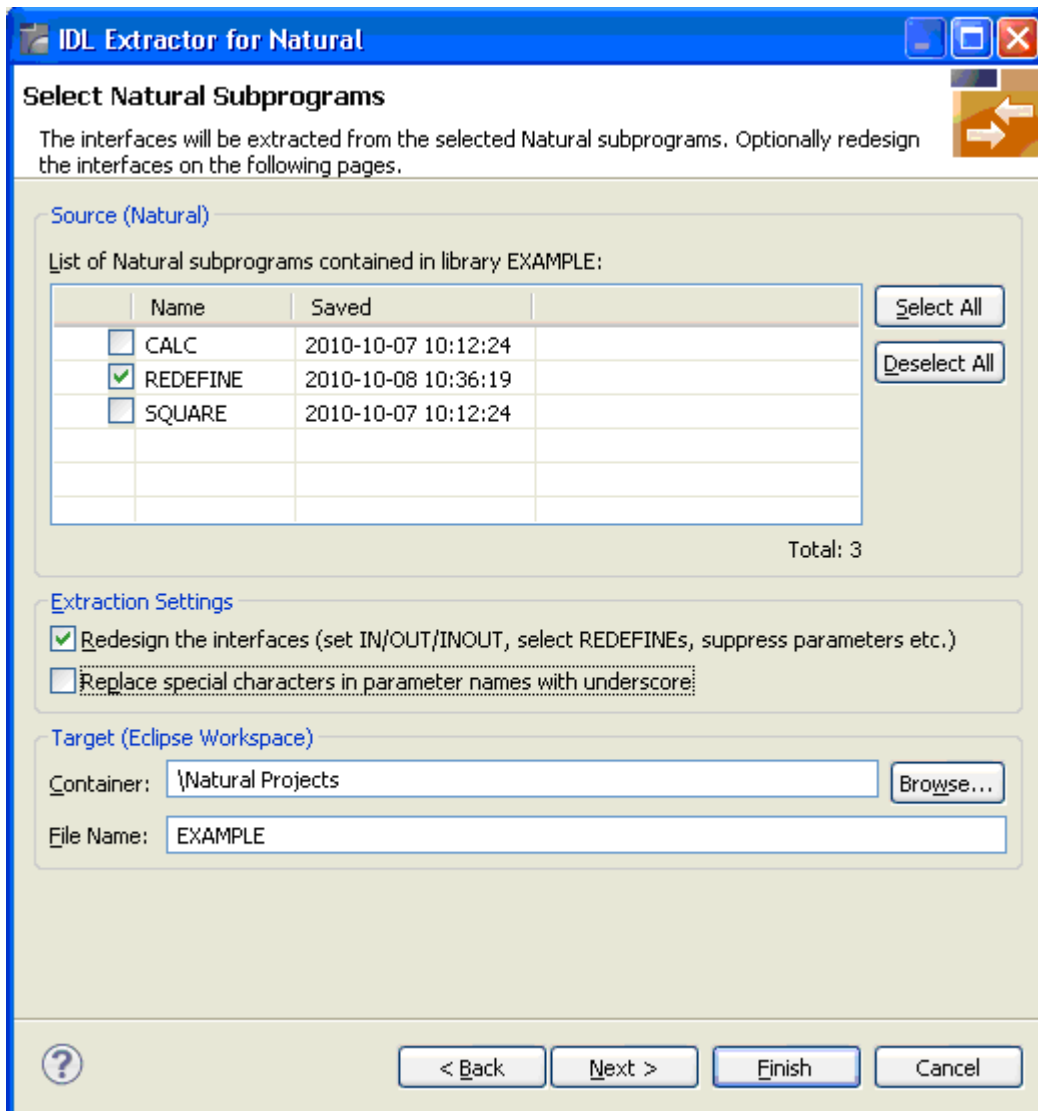 IDL Extractor for Natural
Select Natural Subprograms
The interfaces will be extracted from the selected Natural subprograms. Optionally redesign
the interfaces on the following pages.
Source (Natural)
List of Natural subprograms contained in library EXAMPLE:
Name Saved
Select All
CALC 2010-10-07 10:12:24
Deselect All
REDEFINE 2010-10-08 10:36:19
SQUARE 2010-10-07 10:12:24
Total: 3
Extraction Settings
Redesign the interfaces (set IN/OUT/INOUT, select REDEFINEs, suppress parameters etc.)
Replace special characters in parameter names with underscore
Target (Eclipse Workspace)
Container: \Natural Projects Browse...
File Name: EXAMPLE
? < Back Next > Finish Cancel